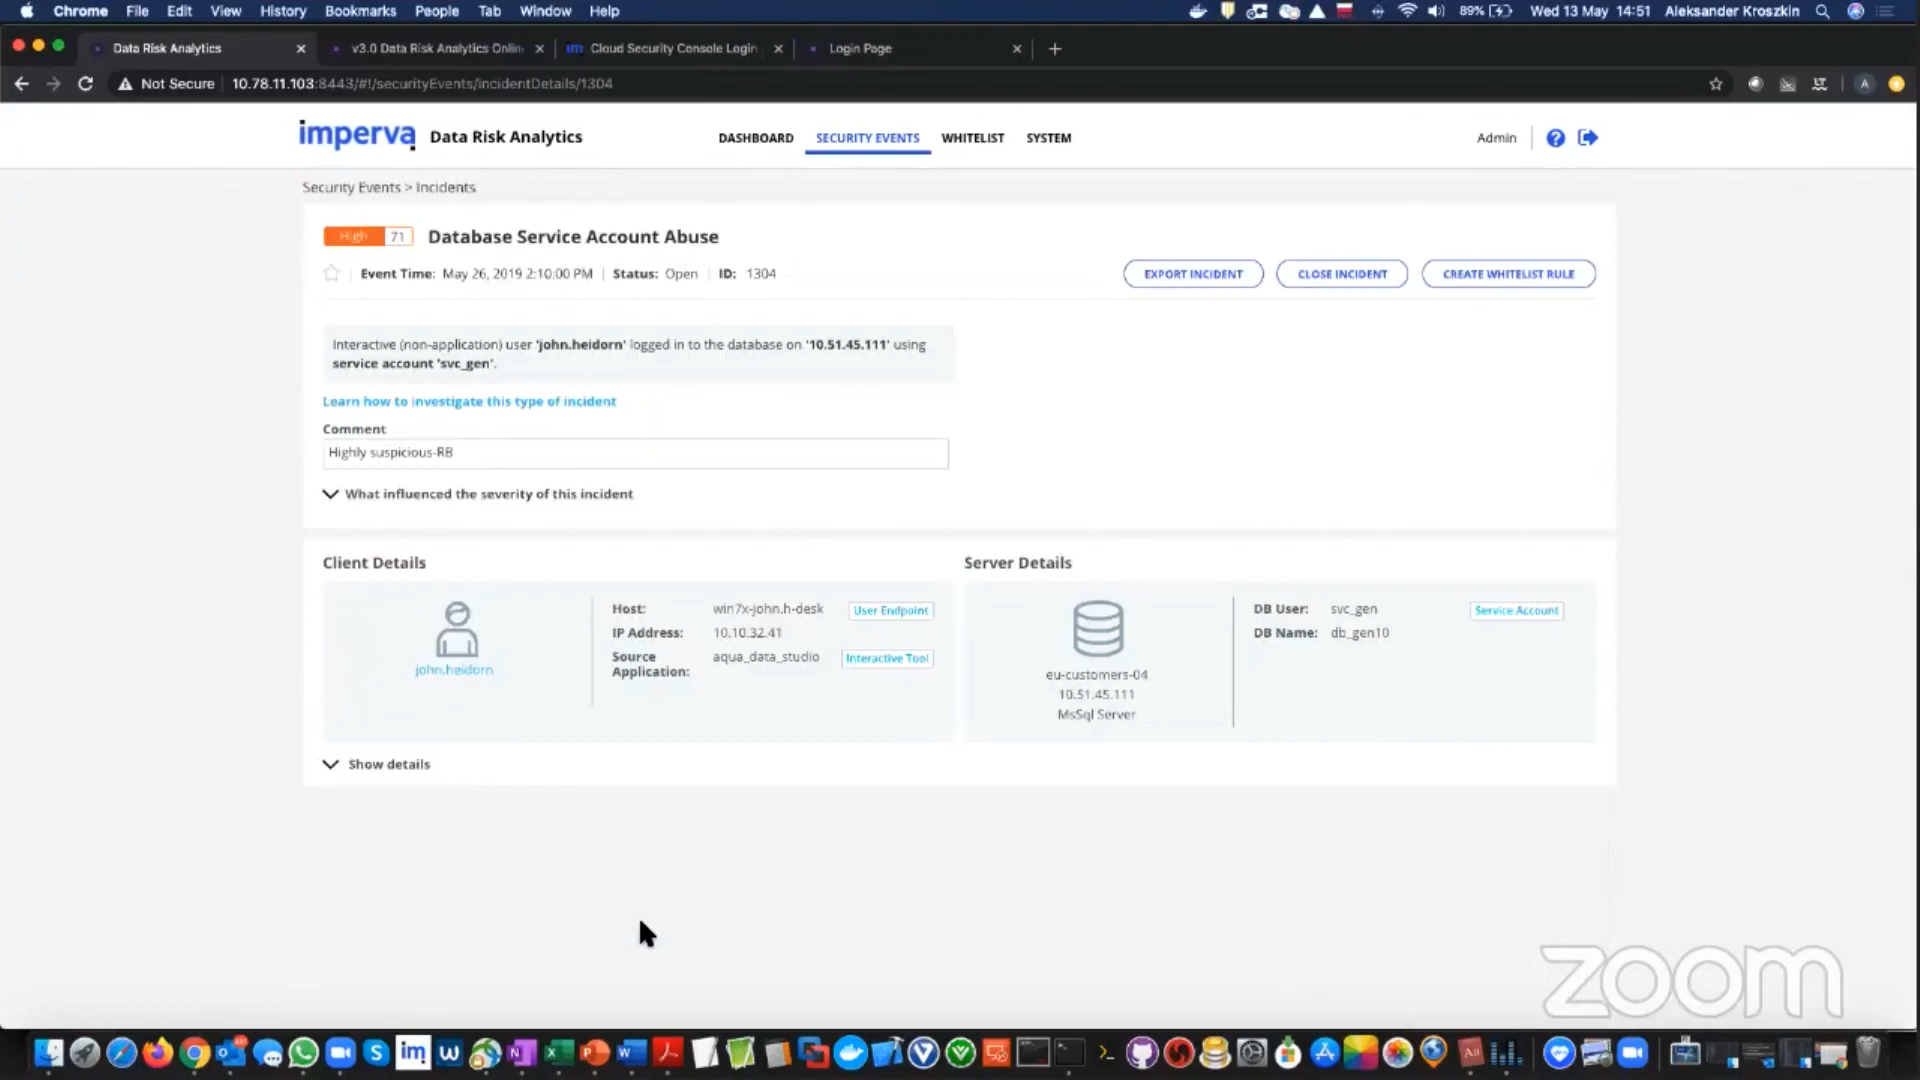 Chrome File Edit View History Bookmarks People Tab Window Help 89% Wed 13 May 14:51 Aleksander Kroszkin
Data Risk Analytics v3.0 Data Risk Analytics Onlin Cloud Security Console Login Login Page
Not Secure 10.78.11.103:8443/#!/securityEvents/incidentDetails/1304
imperva Data Risk Analytics DASHBOARD SECURITY EVENTS WHITELIST SYSTEM Admin
Security Events > Incidents
High 71 Database Service Account Abuse
Event Time: May 26, 2019 2:10:00 PM | Status: Open | ID: 1304
EXPORT INCIDENT CLOSE INCIDENT CREATE WHITELIST RULE
Interactive (non-application) user 'john.heidorn' logged in to the database on '10.51.45.111' using
service account 'svc_gen'.
Learn how to investigate this type of incident
Comment
Highly suspicious-RB
What influenced the severity of this incident
Client Details
john.heidorn
Host: win7x-john.h-desk User Endpoint
IP Address: 10.10.32.41
Source
Application: aqua_data_studio Interactive Tool
Server Details
eu-customers-04
10.51.45.111
MsSql Server
DB User: svc_gen Service Account
DB Name: db_gen10
Show details
zoom